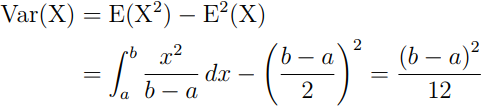 Var(X) = E(X²) − E²(X)
= ∫ₐᵇ x²/(b − a) dx − ((b − a)/2)² = (b − a)²/12